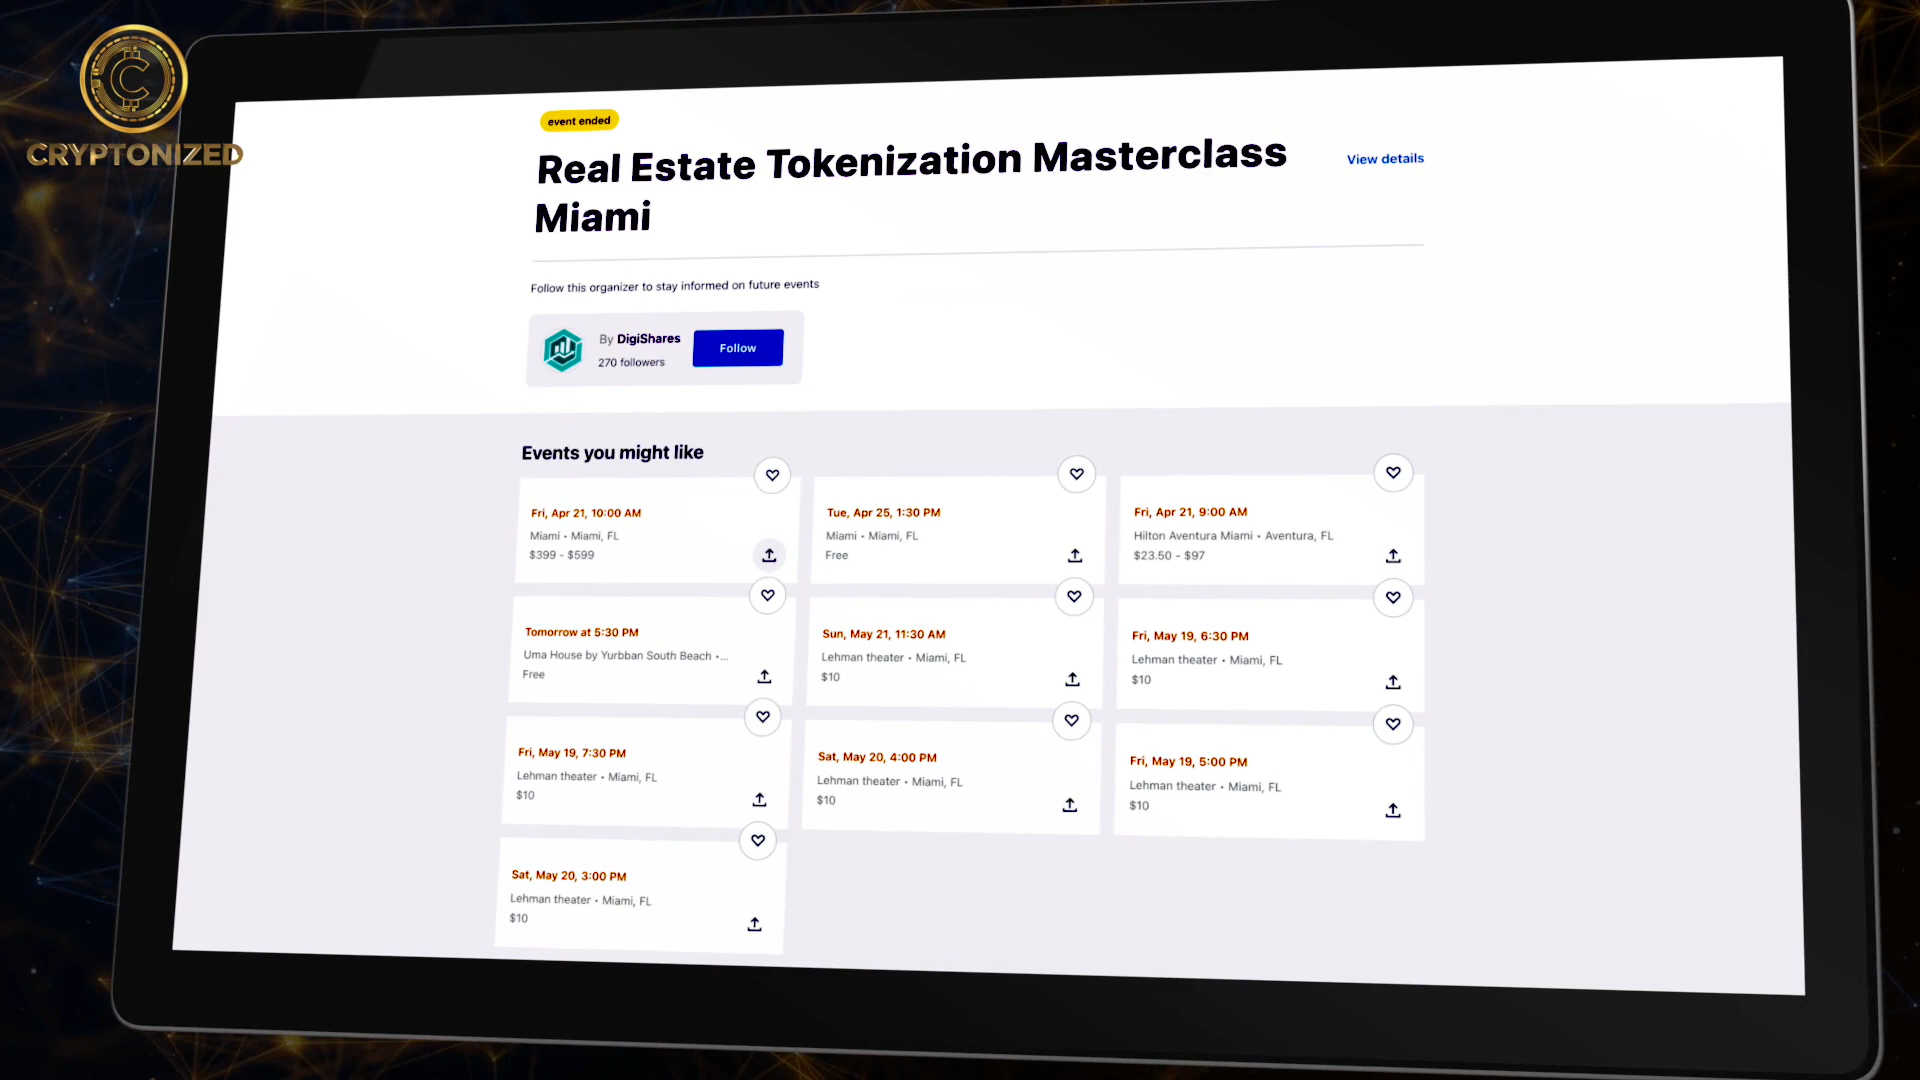 CRYPTONIZED
event ended
Real Estate Tokenization Masterclass
Miami
View details
Follow this organizer to stay informed on future events
By DigiShares
270 followers
Follow
Events you might like
Fri, Apr 21, 10:00 AM
Miami • Miami, FL
$399 - $599
Tue, Apr 25, 1:30 PM
Miami • Miami, FL
Free
Fri, Apr 21, 9:00 AM
Hilton Aventura Miami • Aventura, FL
$23.50 - $97
Tomorrow at 5:30 PM
Uma House by Yurbban South Beach •...
Free
Sun, May 21, 11:30 AM
Lehman theater • Miami, FL
$10
Fri, May 19, 6:30 PM
Lehman theater • Miami, FL
$10
Fri, May 19, 7:30 PM
Lehman theater • Miami, FL
$10
Sat, May 20, 4:00 PM
Lehman theater • Miami, FL
$10
Fri, May 19, 5:00 PM
Lehman theater • Miami, FL
$10
Sat, May 20, 3:00 PM
Lehman theater • Miami, FL
$10